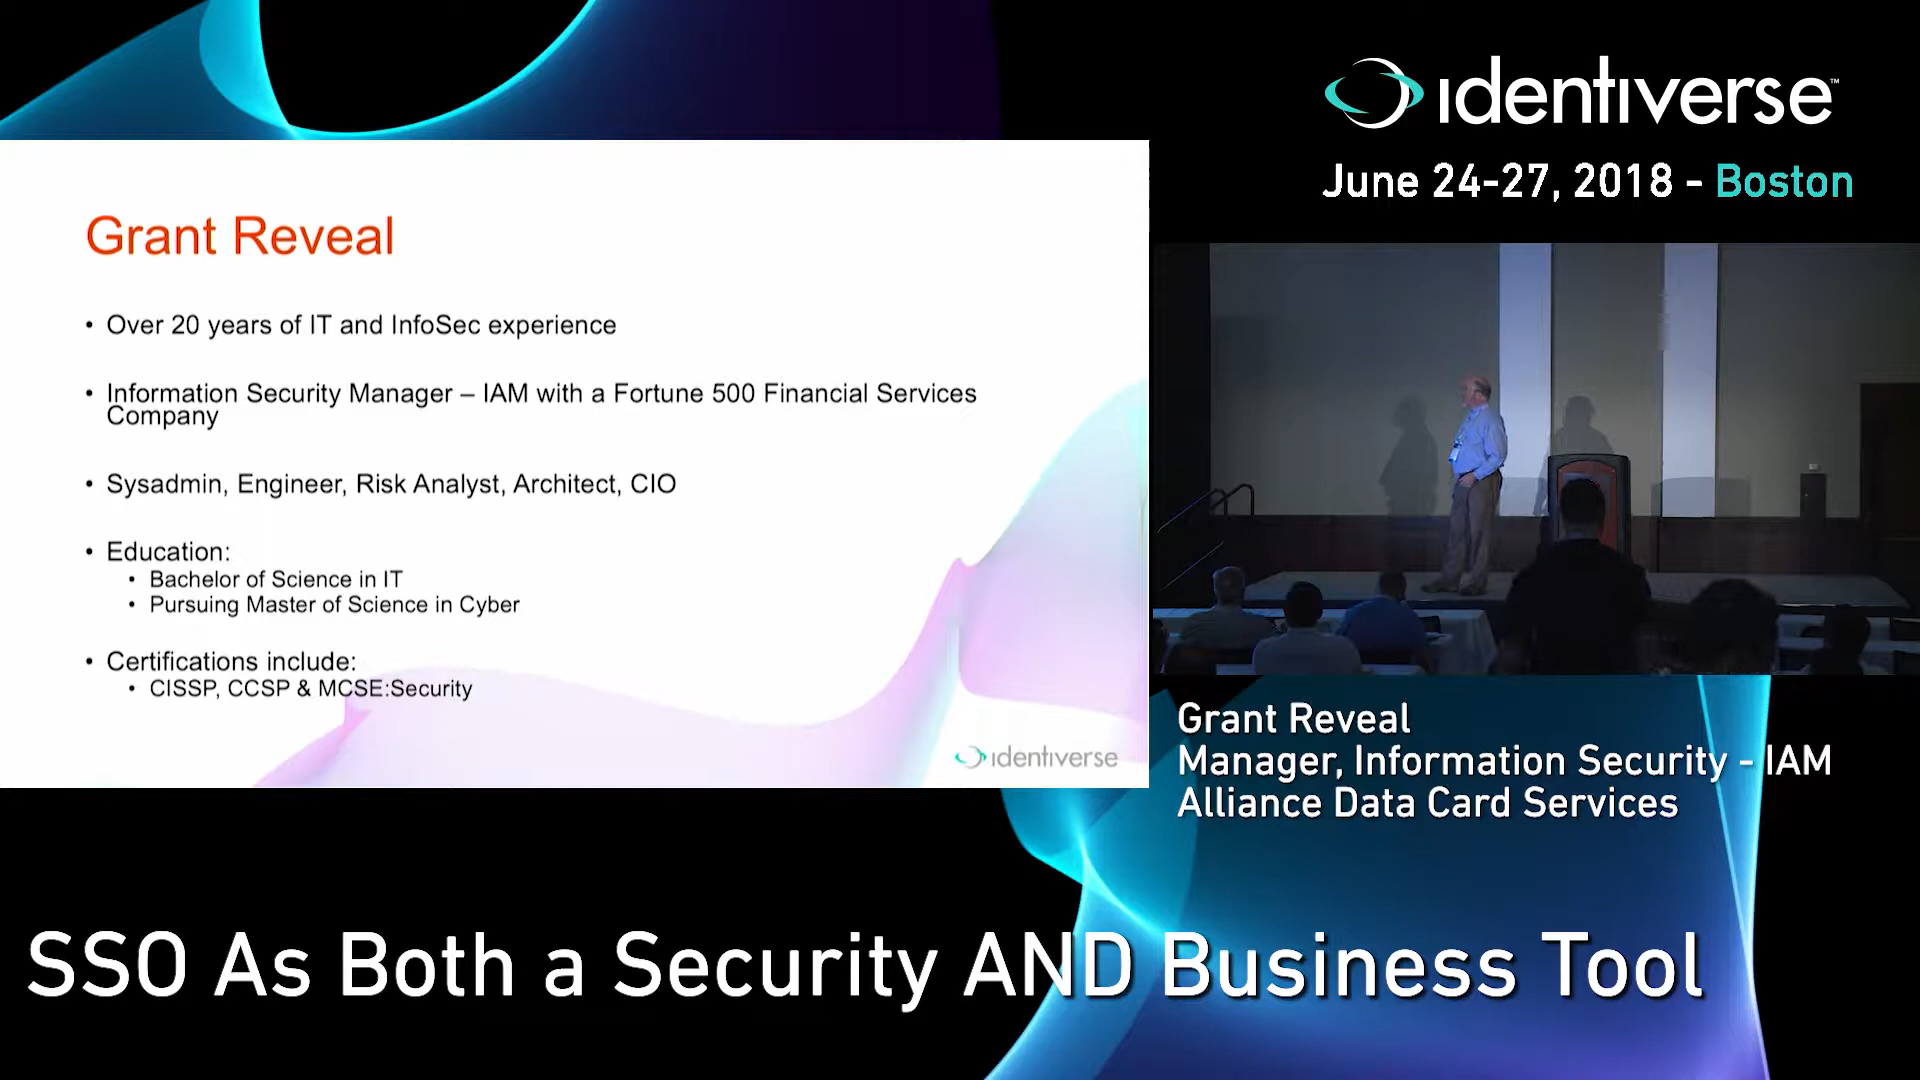 identiverse™
June 24-27, 2018 - Boston
Grant Reveal
• Over 20 years of IT and InfoSec experience
• Information Security Manager – IAM with a Fortune 500 Financial Services
Company
• Sysadmin, Engineer, Risk Analyst, Architect, CIO
• Education:
• Bachelor of Science in IT
• Pursuing Master of Science in Cyber
• Certifications include:
• CISSP, CCSP & MCSE:Security
identiverse
Grant Reveal
Manager, Information Security - IAM
Alliance Data Card Services
SSO As Both a Security AND Business Tool